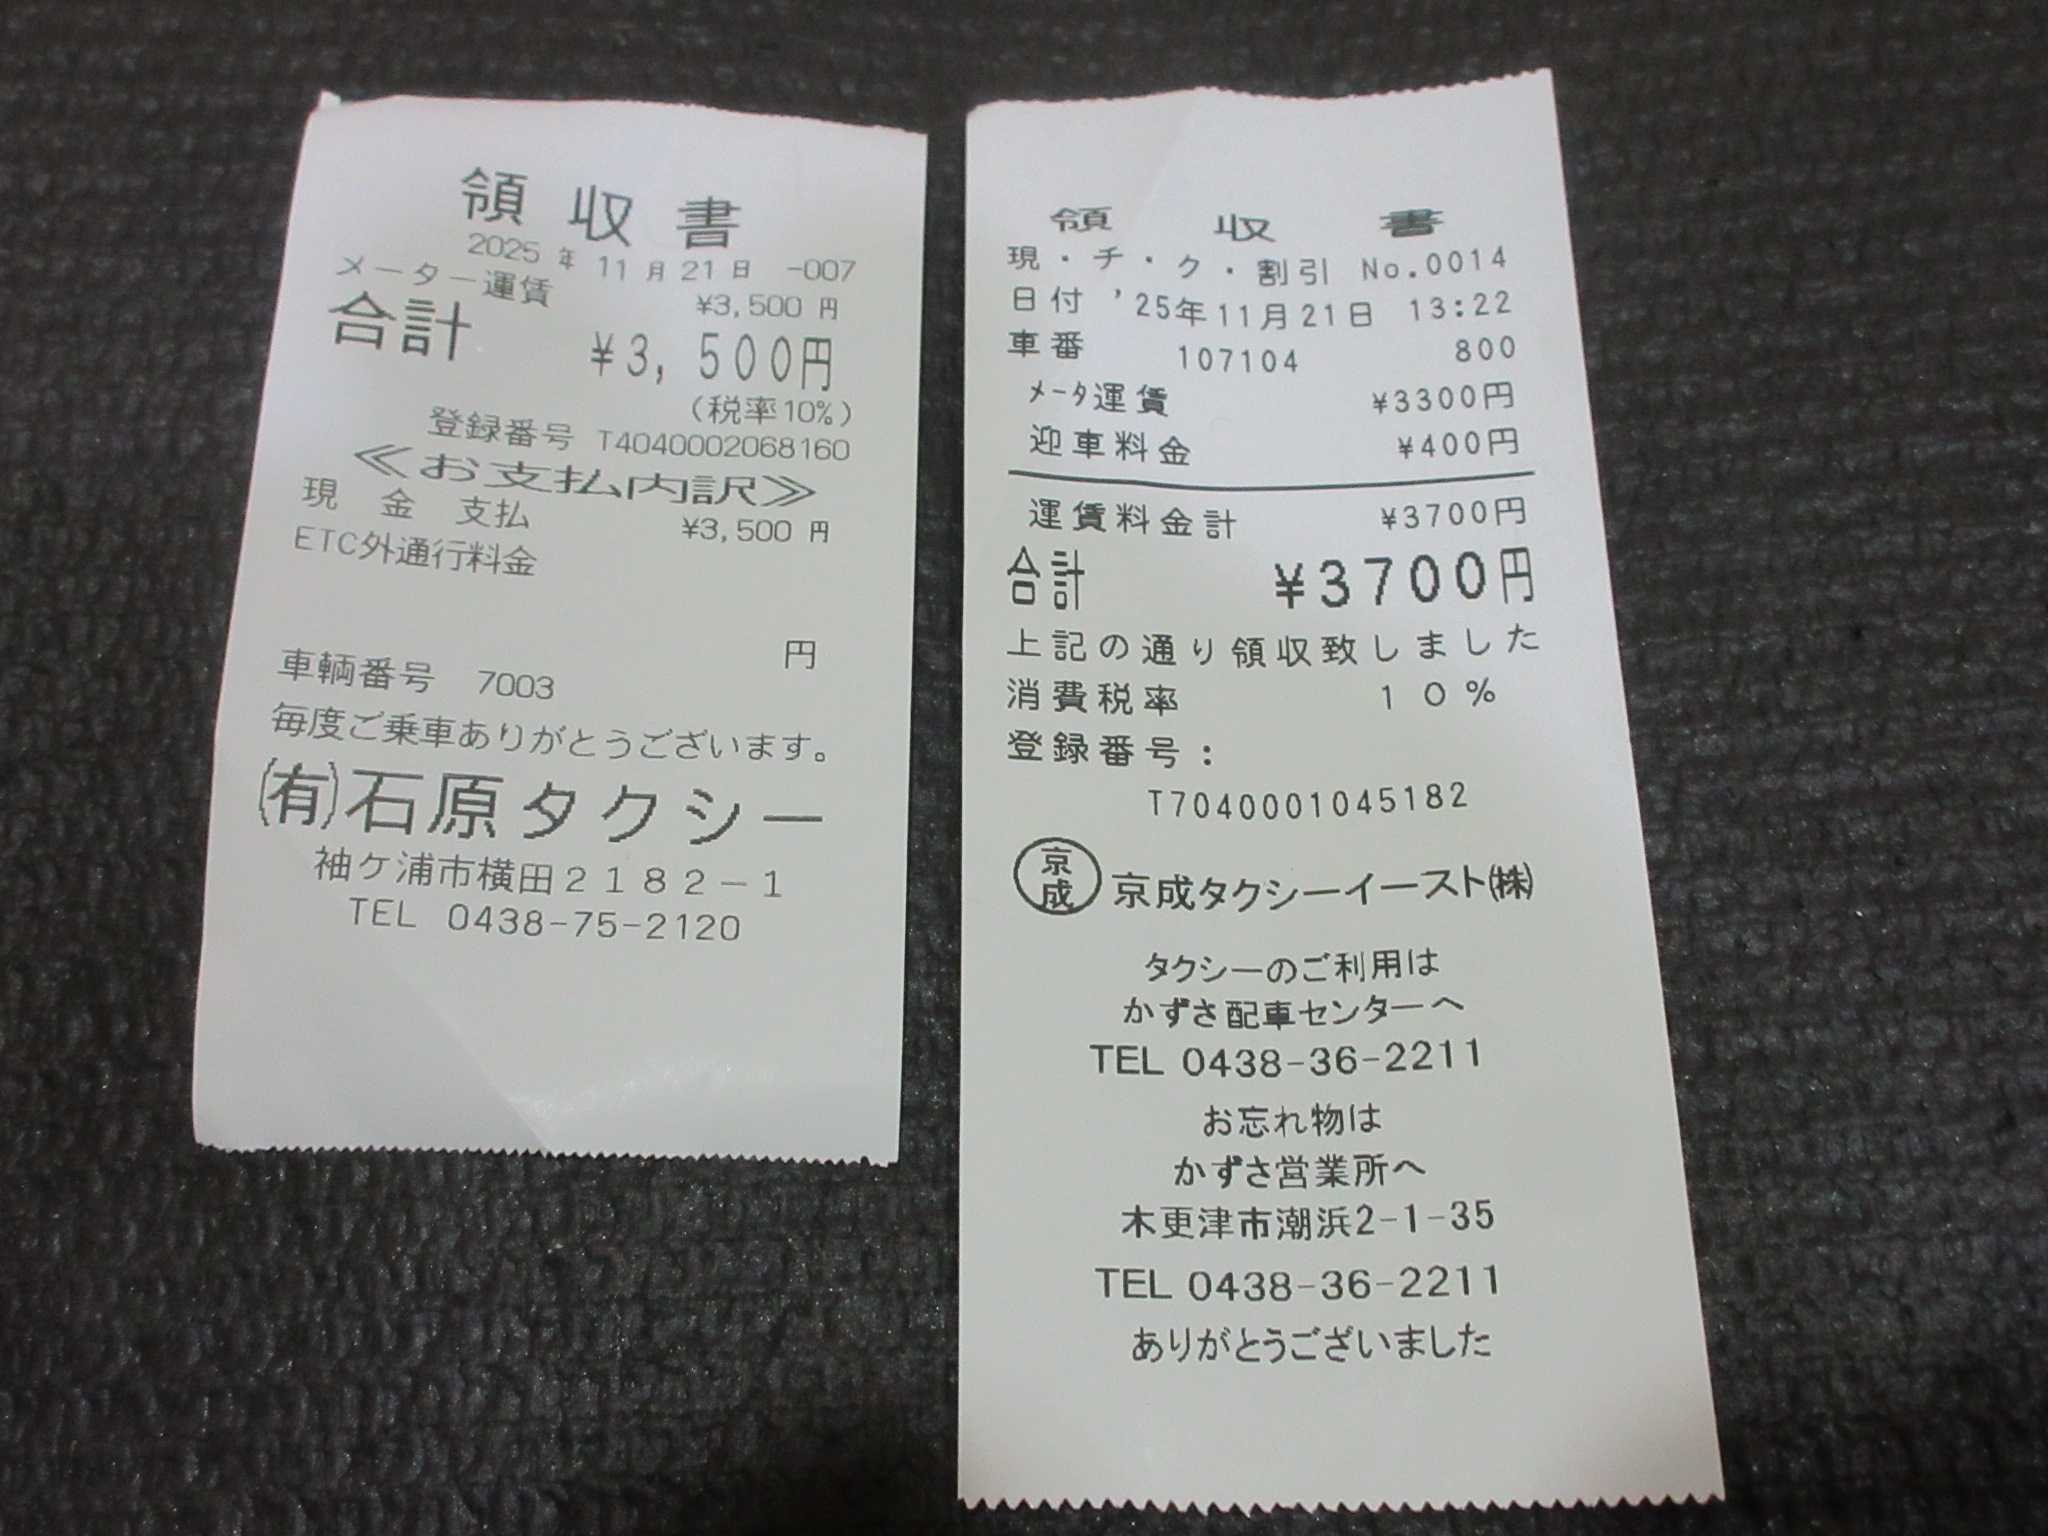 領収書
2025年11月21日 -007
メーター運賃 ¥3,500円
合計 ¥3,500円
(税率10%)
登録番号 T4040002068160
≪お支払内訳≫
現金支払 ¥3,500円
ETC外通行料金
円
車輌番号 7003
毎度ご乗車ありがとうございます。
(有)石原タクシー
袖ケ浦市横田2182-1
TEL 0438-75-2120
領収書
現・チ・ク・割引 No.0014
日付 '25年11月21日 13:22
車番 107104 800
メータ運賃 ¥3300円
迎車料金 ¥400円
運賃料金計 ¥3700円
合計 ¥3700円
上記の通り領収致しました
消費税率 10%
登録番号:
T7040001045182
京成 京成タクシーイースト㈱
タクシーのご利用は
かずさ配車センターへ
TEL 0438-36-2211
お忘れ物は
かずさ営業所へ
木更津市潮浜2-1-35
TEL 0438-36-2211
ありがとうございました